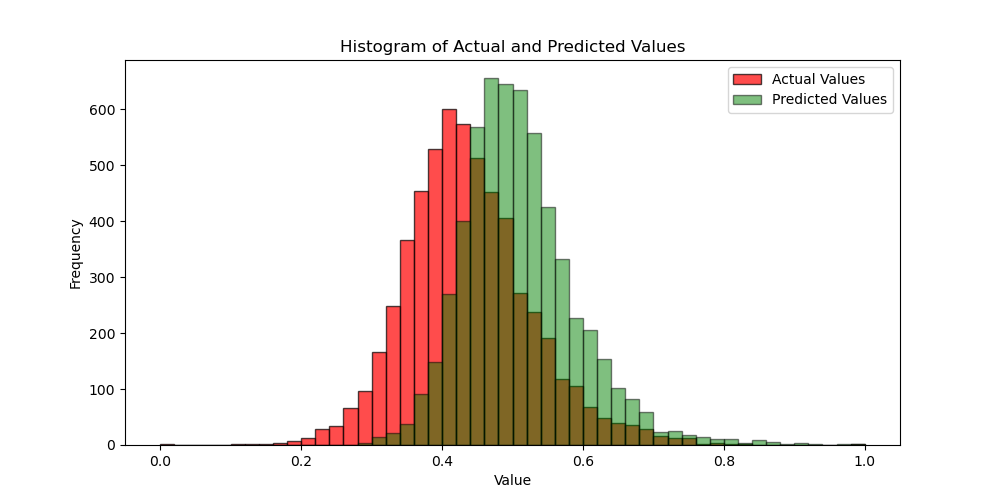 Histogram of Actual and Predicted Values
Actual Values
Predicted Values
Frequency
600
500
400
300
200
100
0
0.0 0.2 0.4 0.6 0.8 1.0
Value